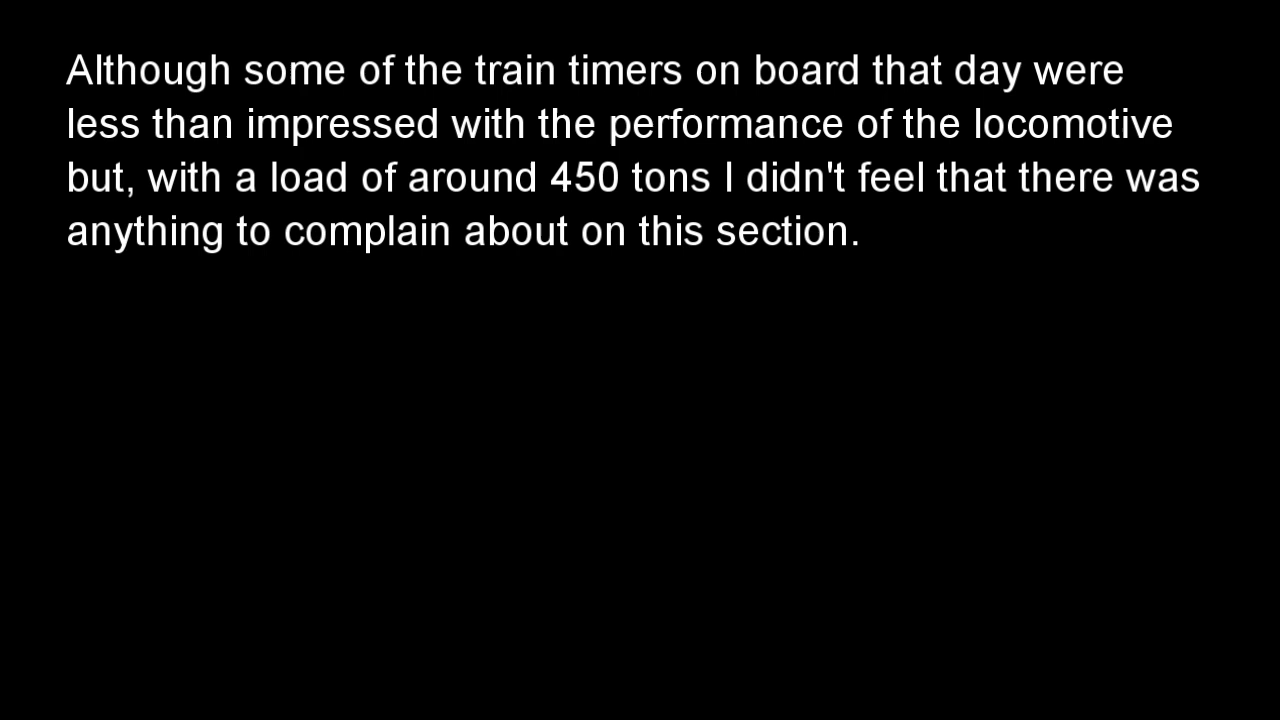 Although some of the train timers on board that day were
less than impressed with the performance of the locomotive
but, with a load of around 450 tons I didn't feel that there was
anything to complain about on this section.